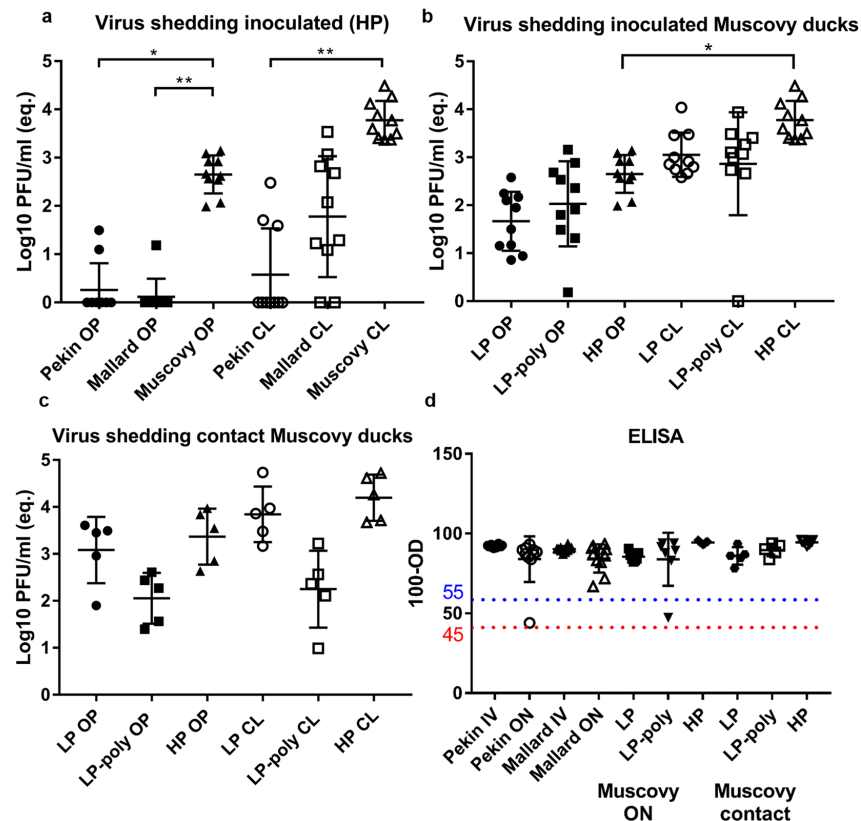 a
Virus shedding inoculated (HP)
*
**
**
Log10 PFU/ml (eq.)
5
4
3
2
1
0
Pekin OP
Mallard OP
Muscovy OP
Pekin CL
Mallard CL
Muscovy CL
b
Virus shedding inoculated Muscovy ducks
*
Log10 PFU/ml (eq.)
5
4
3
2
1
0
LP OP
LP-poly OP
HP OP
LP CL
LP-poly CL
HP CL
c
Virus shedding contact Muscovy ducks
Log10 PFU/ml (eq.)
5
4
3
2
1
0
LP OP
LP-poly OP
HP OP
LP CL
LP-poly CL
HP CL
d
ELISA
100-OD
150
100
55
50
45
0
Pekin IV
Pekin ON
Mallard IV
Mallard ON
LP
LP-poly
HP
LP
LP-poly
HP
Muscovy
ON
Muscovy
contact